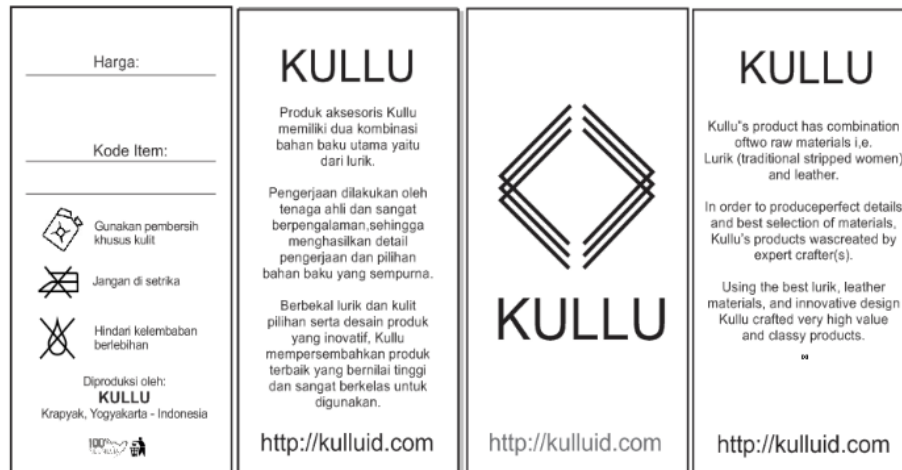 Harga:
Kode Item:
Gunakan pembersih
khusus kulit
Jangan di setrika
Hindari kelembaban
berlebihan
Diproduksi oleh:
KULLU
Krapyak, Yogyakarta - Indonesia
100%
KULLU
Produk aksesoris Kullu
memiliki dua kombinasi
bahan baku utama yaitu
dari lurik.
Pengerjaan dilakukan oleh
tenaga ahli dan sangat
berpengalaman,sehingga
menghasilkan detail
pengerjaan dan pilihan
bahan baku yang sempurna.
Berbekal lurik dan kulit
pilihan serta desain produk
yang inovatif, Kullu
mempersembahkan produk
terbaik yang bernilai tinggi
dan sangat berkelas untuk
digunakan.
http://kulluid.com
KULLU
http://kulluid.com
KULLU
Kullu"s product has combination
oftwo raw materials i,e.
Lurik (traditional stripped women)
and leather.
In order to produceperfect details
and best selection of materials,
Kullu's products wascreated by
expert crafter(s).
Using the best lurik, leather
materials, and innovative design
Kullu crafted very high value
and classy products.
http://kulluid.com